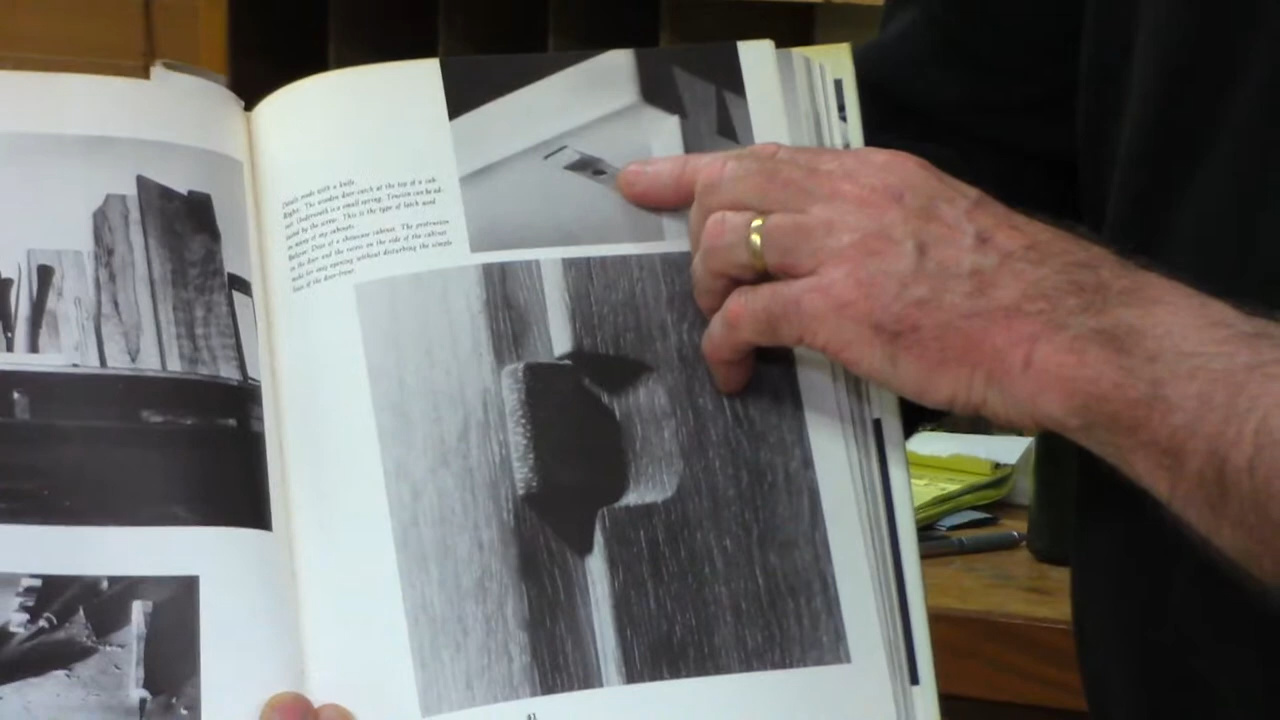 Details made with a knife.
Right: The wooden door catch at the top of a cab-
inet. Underneath is a small spring. Tension can be ad-
justed by the screw. This is the type of latch used
in many of my cabinets.
Below: Door of a showcase cabinet. The protrusion
in the door and the recess on the side of the cabinet
make for easy opening without disturbing the simple
lines of the door-front.